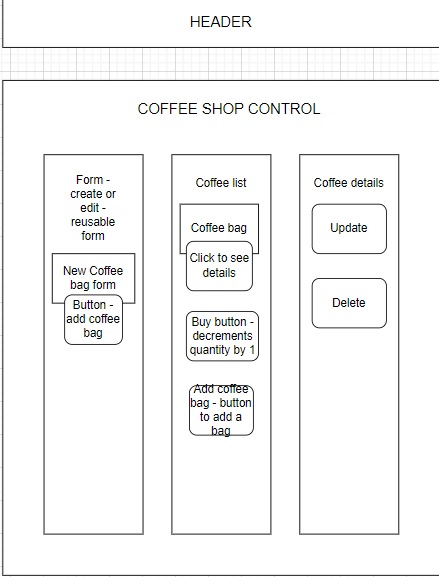 HEADER
COFFEE SHOP CONTROL
Form -
create or
edit -
reusable
form
New Coffee
bag form
Button -
add coffee
bag
Coffee list
Coffee bag
Click to see
details
Buy button -
decrements
quantity by 1
Add coffee
bag - button
to add a
bag
Coffee details
Update
Delete